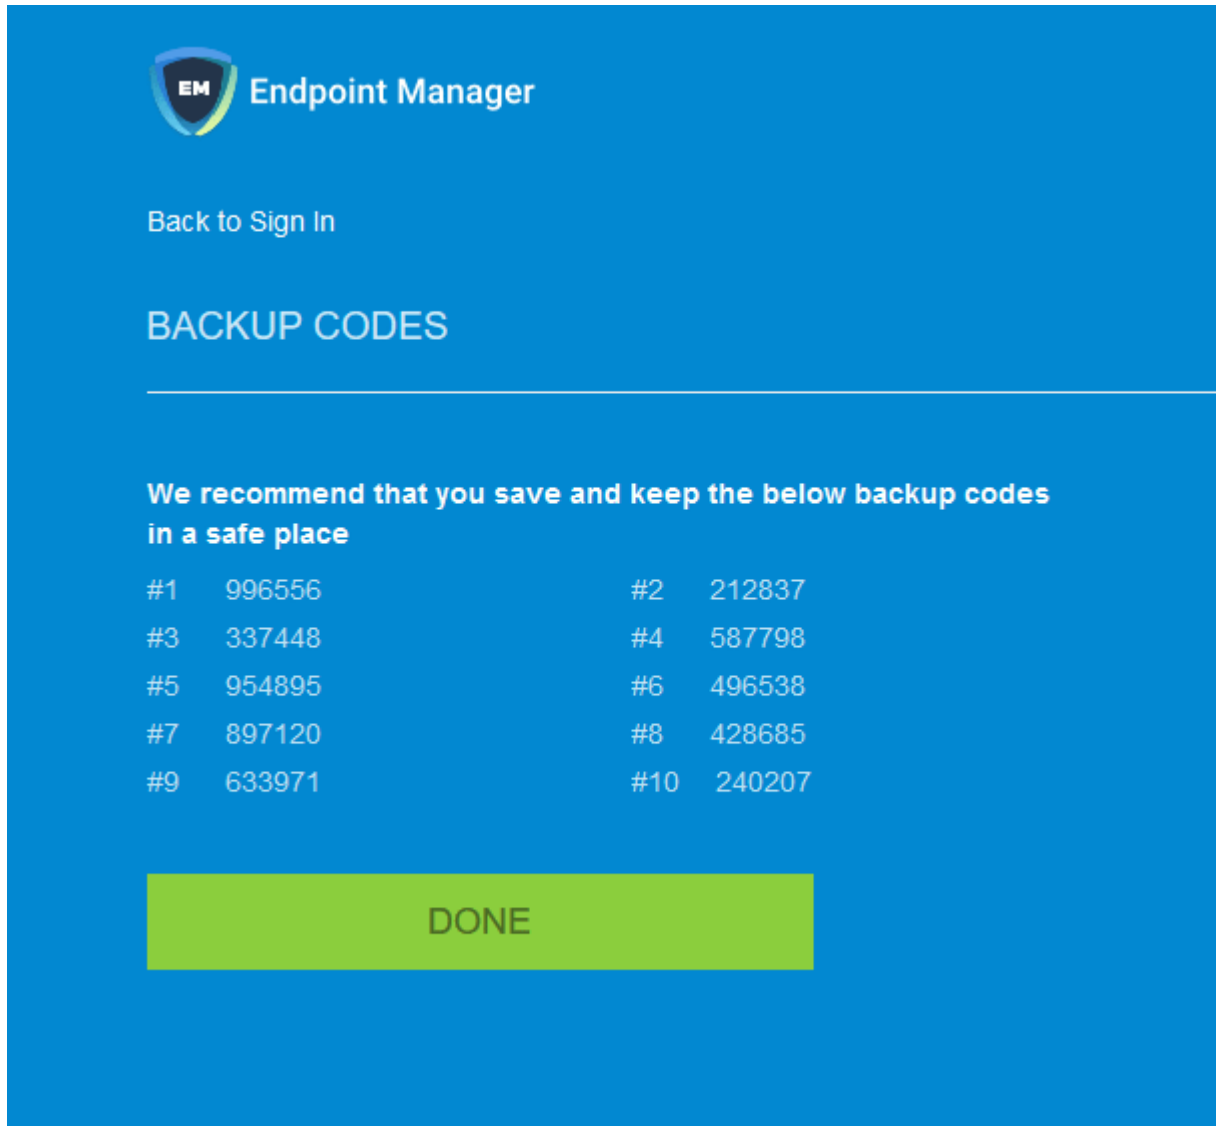 EM Endpoint Manager
Back to Sign In
BACKUP CODES
We recommend that you save and keep the below backup codes
in a safe place
#1 996556 #2 212837
#3 337448 #4 587798
#5 954895 #6 496538
#7 897120 #8 428685
#9 633971 #10 240207
DONE